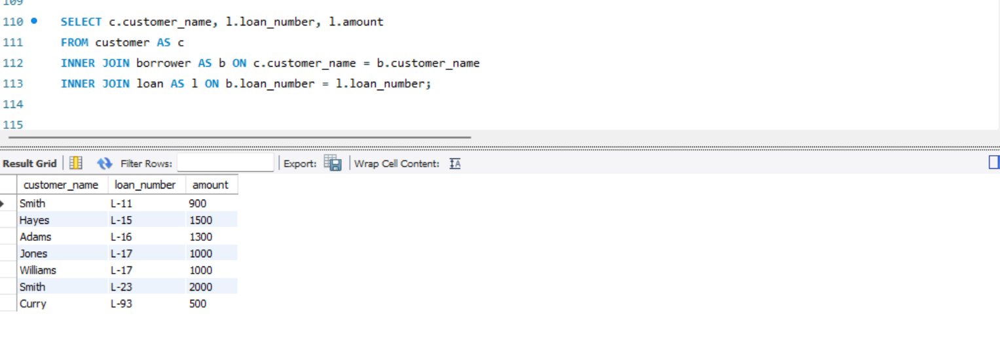 109
110 SELECT c.customer_name, l.loan_number, l.amount
111 FROM customer AS c
112 INNER JOIN borrower AS b ON c.customer_name = b.customer_name
113 INNER JOIN loan AS l ON b.loan_number = l.loan_number;
114
115
Result Grid Filter Rows: Export: Wrap Cell Content: IA
customer_name loan_number amount
Smith L-11 900
Hayes L-15 1500
Adams L-16 1300
Jones L-17 1000
Williams L-17 1000
Smith L-23 2000
Curry L-93 500